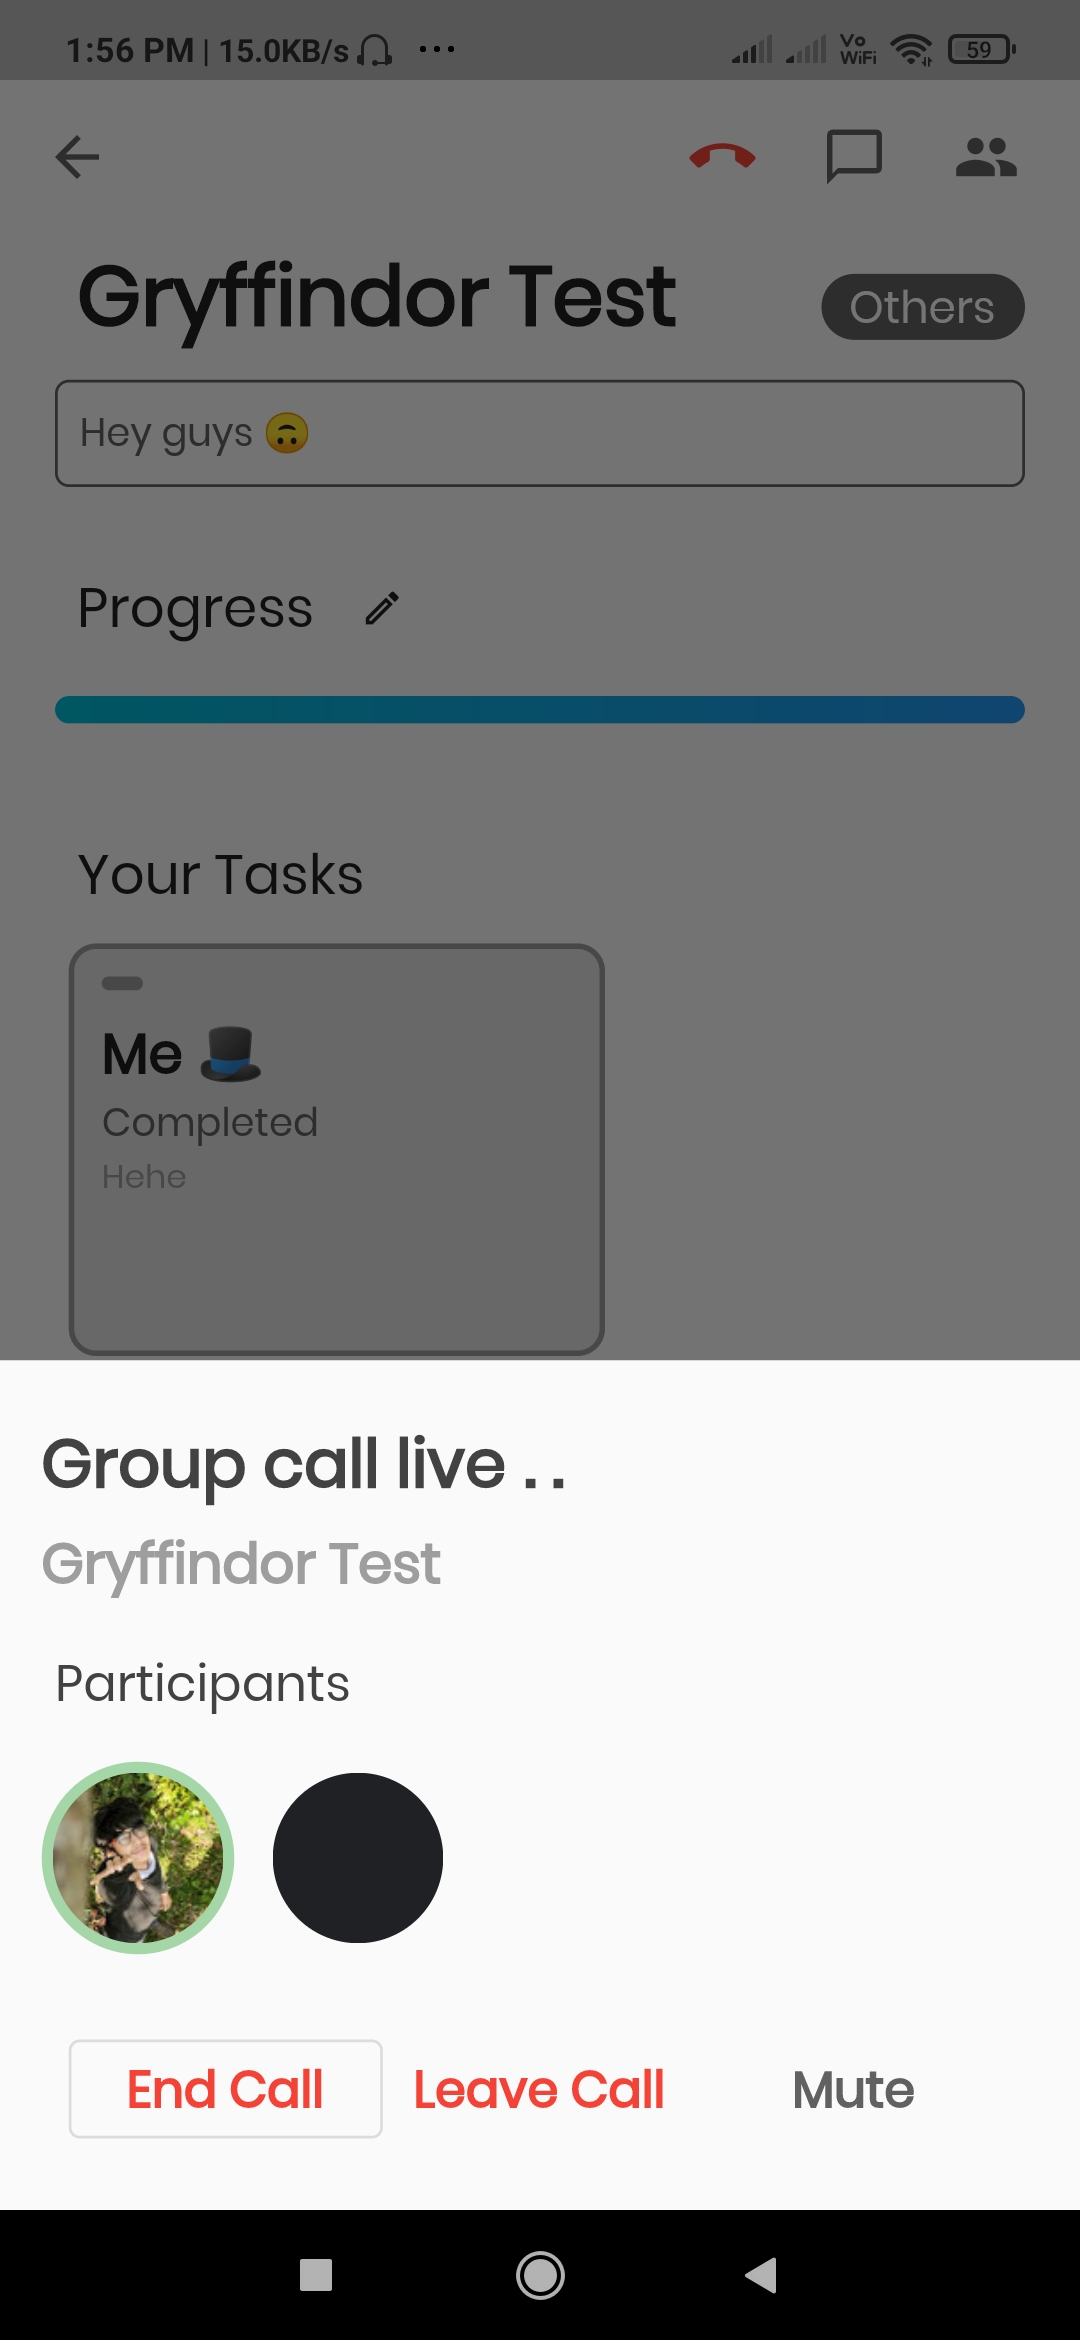 1:56 PM | 15.0KB/s ...
Vo WiFi 59
Gryffindor Test
Others
Hey guys 🙃
Progress
Your Tasks
Me 🎩
Completed
Hehe
Group call live . .
Gryffindor Test
Participants
End Call Leave Call Mute